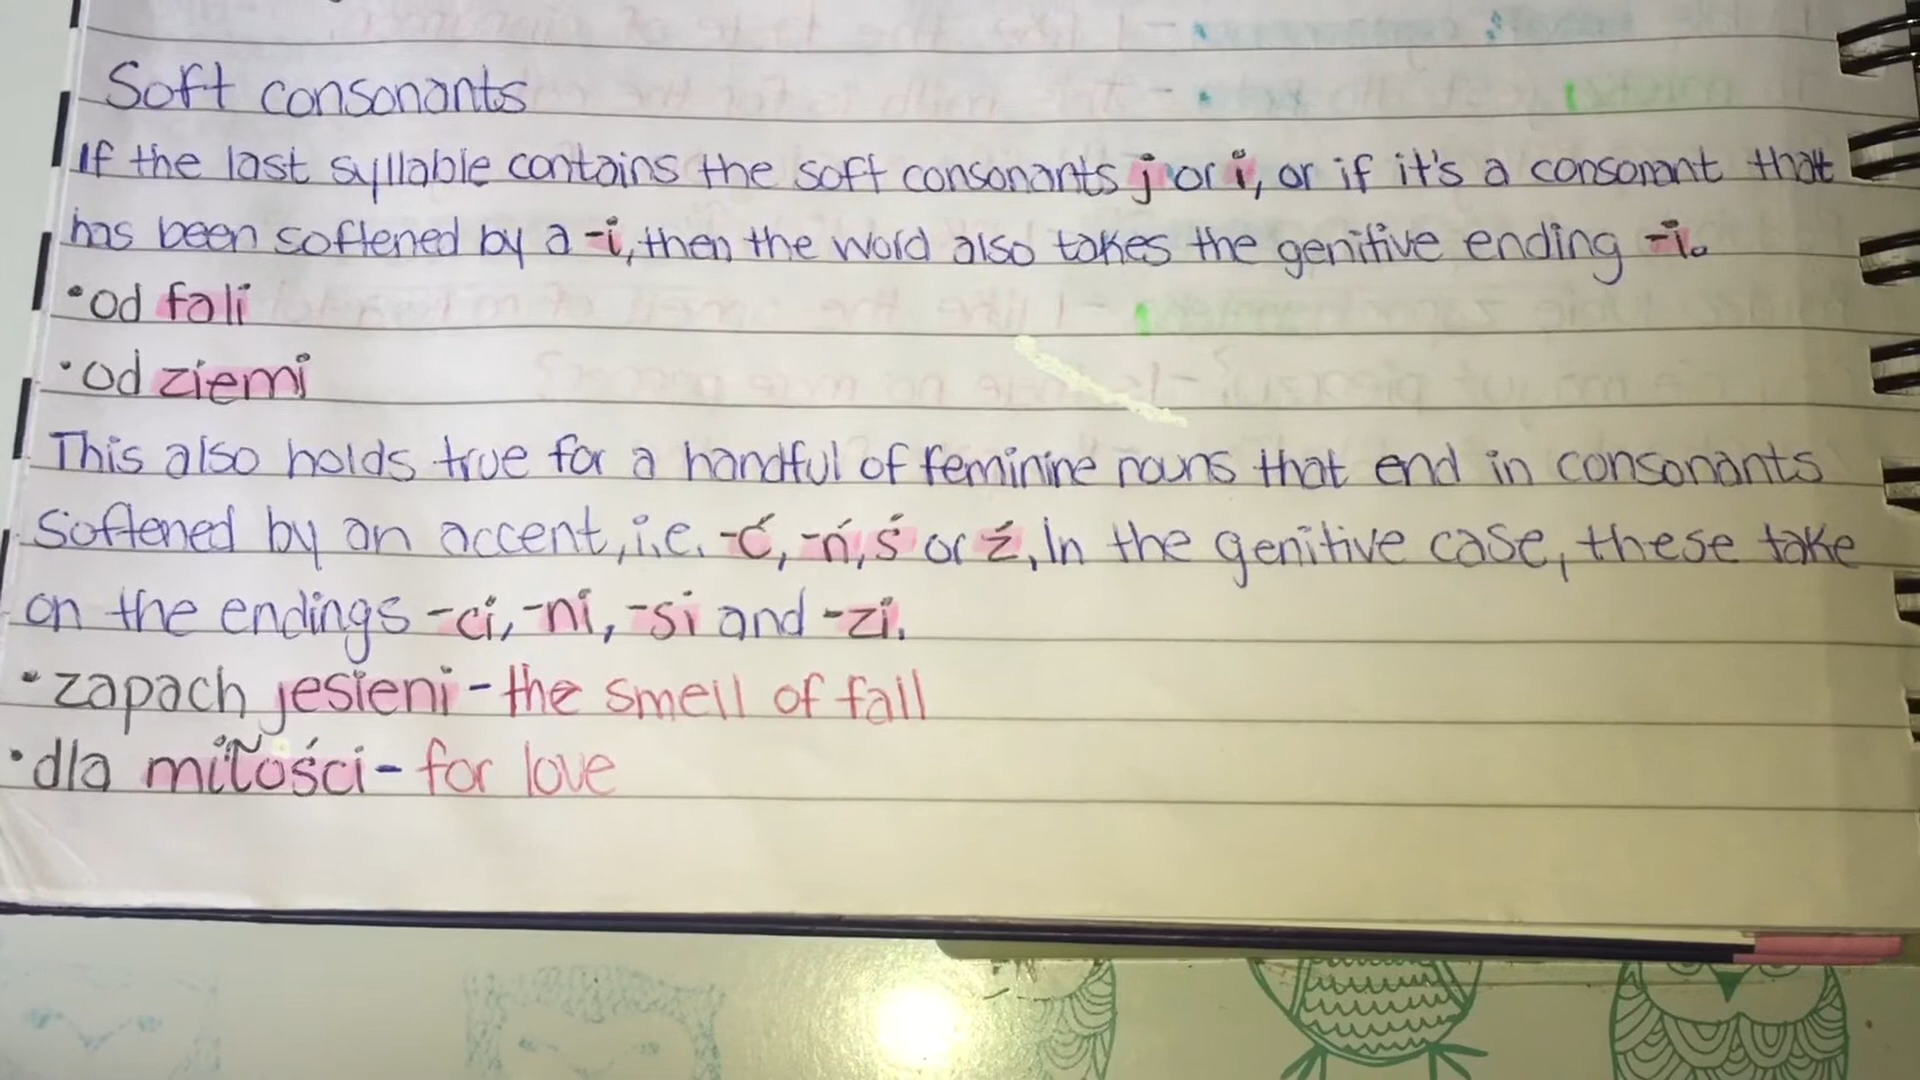 Soft consonants
If the last syllable contains the soft consonants j or i, or if it's a consonant that
has been softened by a -i, then the word also takes the genitive ending -i.
•od fali
•od ziemi
This also holds true for a handful of feminine nouns that end in consonants
softened by an accent, i.e. -ć, -ń, ś or ź, In the genitive case, these take
on the endings -ci, -ni, -si and -zi.
•zapach jesieni - the smell of fall
•dla miłości - for love